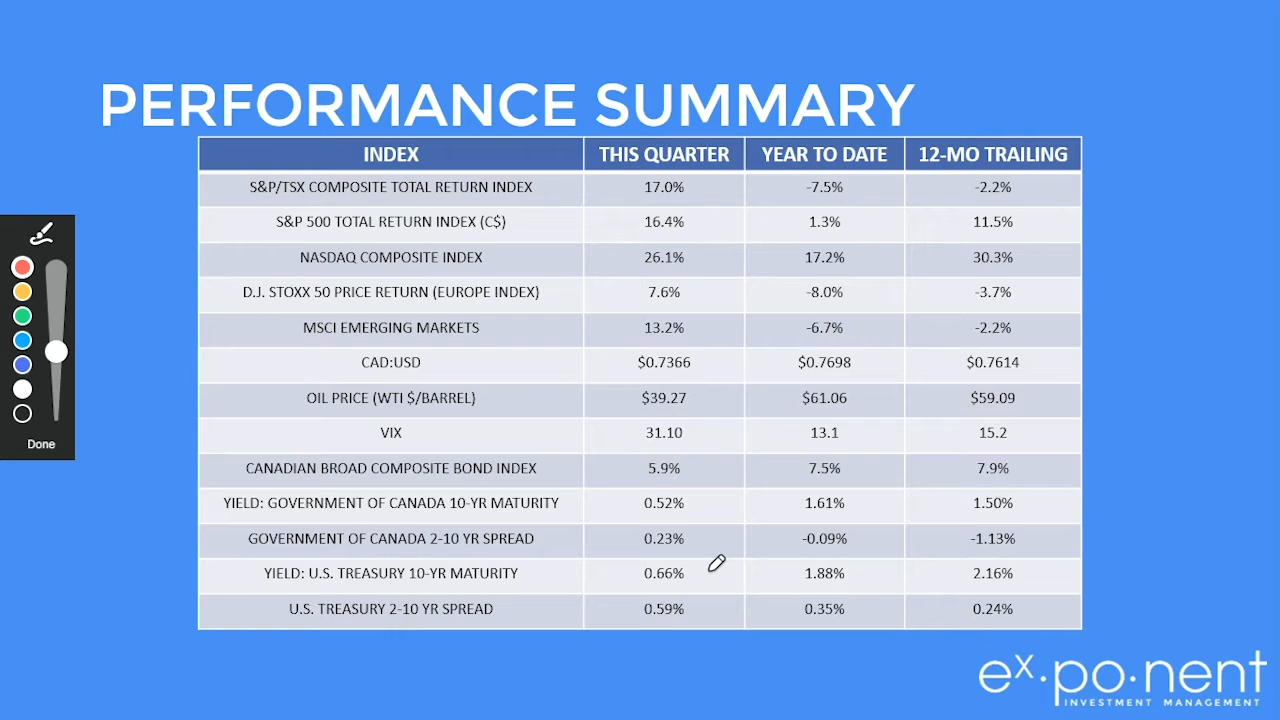 PERFORMANCE SUMMARY
INDEX THIS QUARTER YEAR TO DATE 12-MO TRAILING
S&P/TSX COMPOSITE TOTAL RETURN INDEX 17.0% -7.5% -2.2%
S&P 500 TOTAL RETURN INDEX (C$) 16.4% 1.3% 11.5%
NASDAQ COMPOSITE INDEX 26.1% 17.2% 30.3%
D.J. STOXX 50 PRICE RETURN (EUROPE INDEX) 7.6% -8.0% -3.7%
MSCI EMERGING MARKETS 13.2% -6.7% -2.2%
CAD:USD $0.7366 $0.7698 $0.7614
OIL PRICE (WTI $/BARREL) $39.27 $61.06 $59.09
VIX 31.10 13.1 15.2
CANADIAN BROAD COMPOSITE BOND INDEX 5.9% 7.5% 7.9%
YIELD: GOVERNMENT OF CANADA 10-YR MATURITY 0.52% 1.61% 1.50%
GOVERNMENT OF CANADA 2-10 YR SPREAD 0.23% -0.09% -1.13%
YIELD: U.S. TREASURY 10-YR MATURITY 0.66% 1.88% 2.16%
U.S. TREASURY 2-10 YR SPREAD 0.59% 0.35% 0.24%
Done
ex·po·nent
INVESTMENT MANAGEMENT